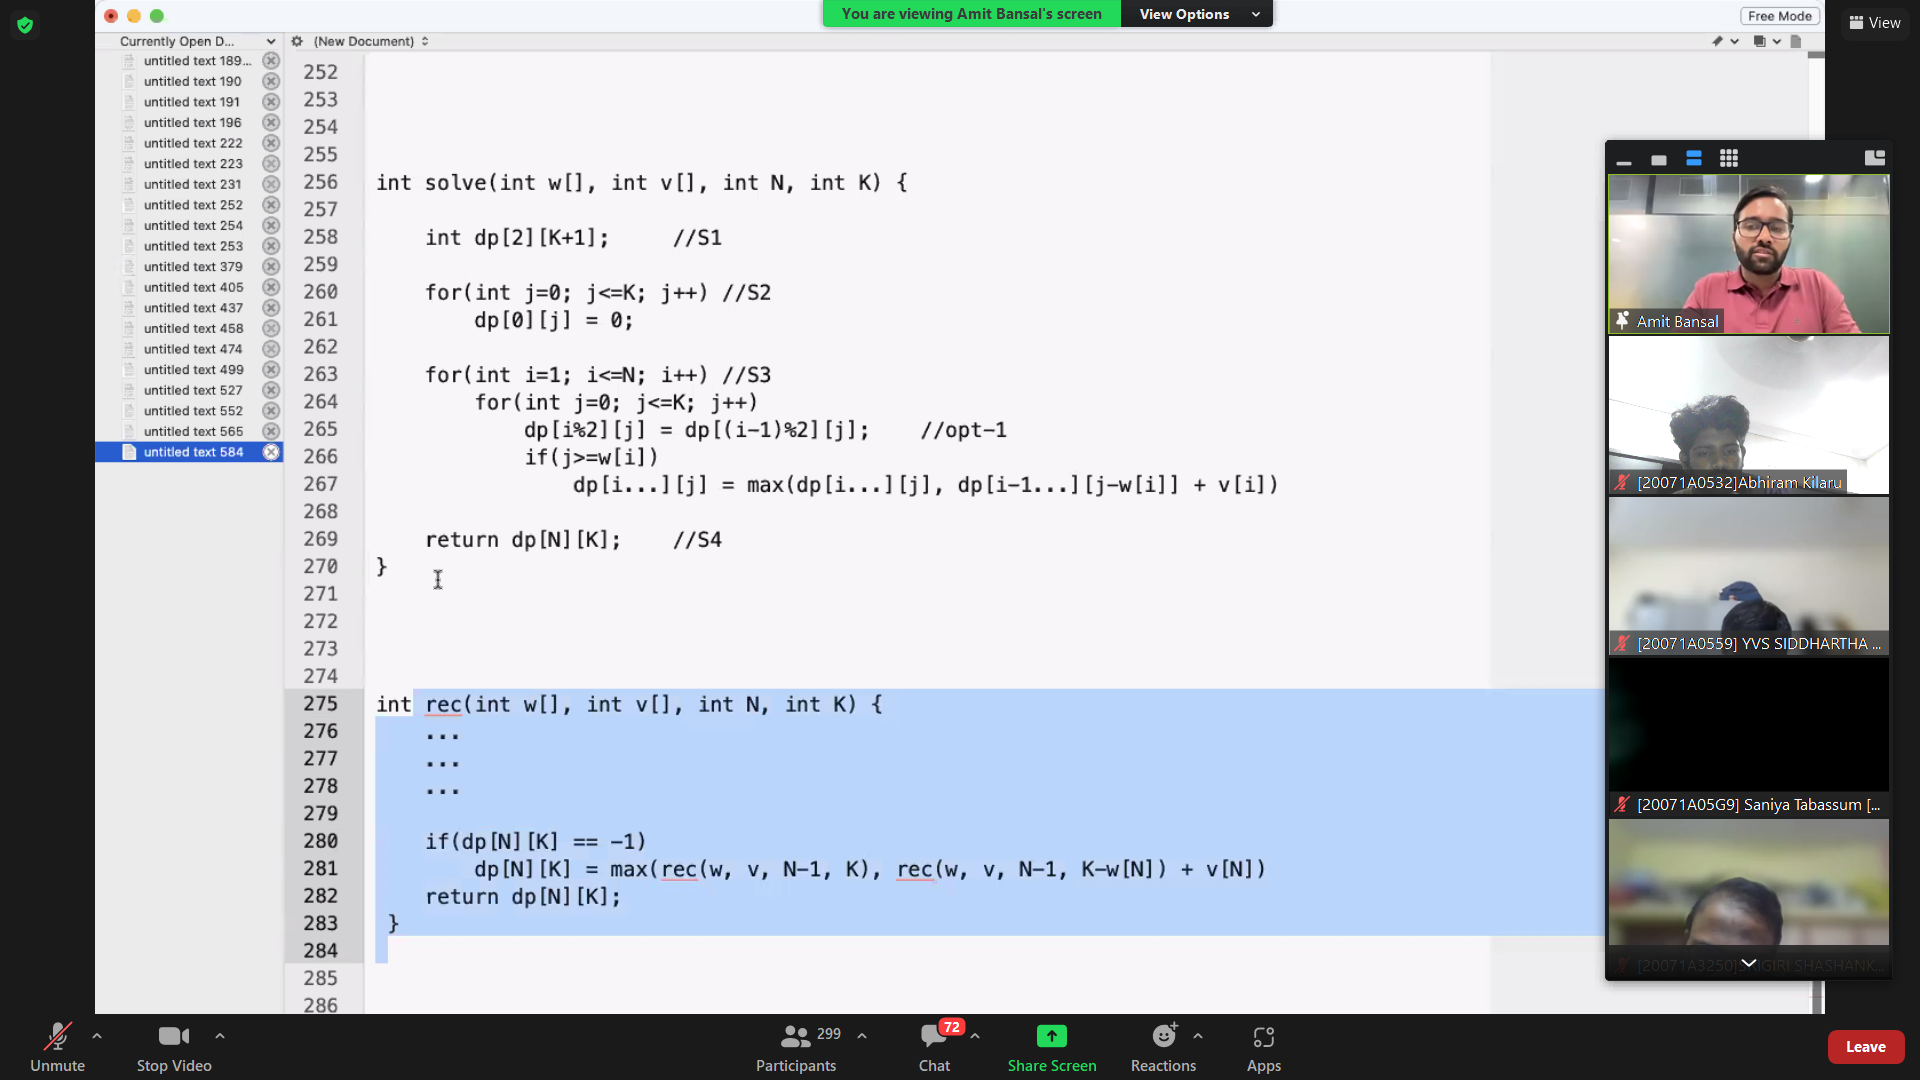 You are viewing Amit Bansal's screen
View Options
Free Mode
View
Currently Open D...
(New Document)
untitled text 189...
untitled text 190
untitled text 191
untitled text 196
untitled text 222
untitled text 223
untitled text 231
untitled text 252
untitled text 254
untitled text 253
untitled text 379
untitled text 405
untitled text 437
untitled text 458
untitled text 474
untitled text 499
untitled text 527
untitled text 552
untitled text 565
untitled text 584
252
253
254
255
256 int solve(int w[], int v[], int N, int K) {
257
258 int dp[2][K+1]; //S1
259
260 for(int j=0; j<=K; j++) //S2
261 dp[0][j] = 0;
262
263 for(int i=1; i<=N; i++) //S3
264 for(int j=0; j<=K; j++)
265 dp[i%2][j] = dp[(i-1)%2][j]; //opt-1
266 if(j>=w[i])
267 dp[i...][j] = max(dp[i...][j], dp[i-1...][j-w[i]] + v[i])
268
269 return dp[N][K]; //S4
270 }
271
272
273
274
275 int rec(int w[], int v[], int N, int K) {
276 ...
277 ...
278 ...
279
280 if(dp[N][K] == -1)
281 dp[N][K] = max(rec(w, v, N-1, K), rec(w, v, N-1, K-w[N]) + v[N])
282 return dp[N][K];
283 }
284
285
286
Amit Bansal
[20071A0532]Abhiram Kilaru
[20071A0559] YVS SIDDHARTHA ...
[20071A05G9] Saniya Tabassum [...
Unmute
Stop Video
299
Participants
72
Chat
Share Screen
Reactions
Apps
Leave